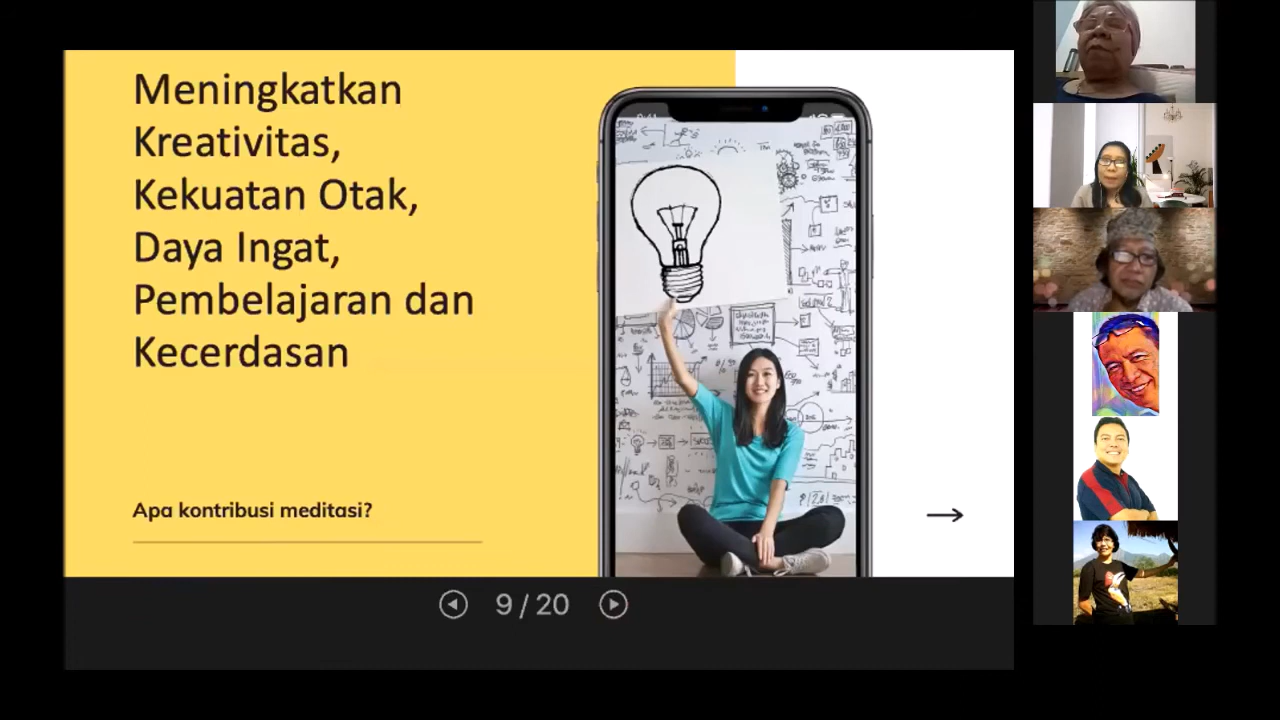 Meningkatkan
Kreativitas,
Kekuatan Otak,
Daya Ingat,
Pembelajaran dan
Kecerdasan
Apa kontribusi meditasi?
9 / 20